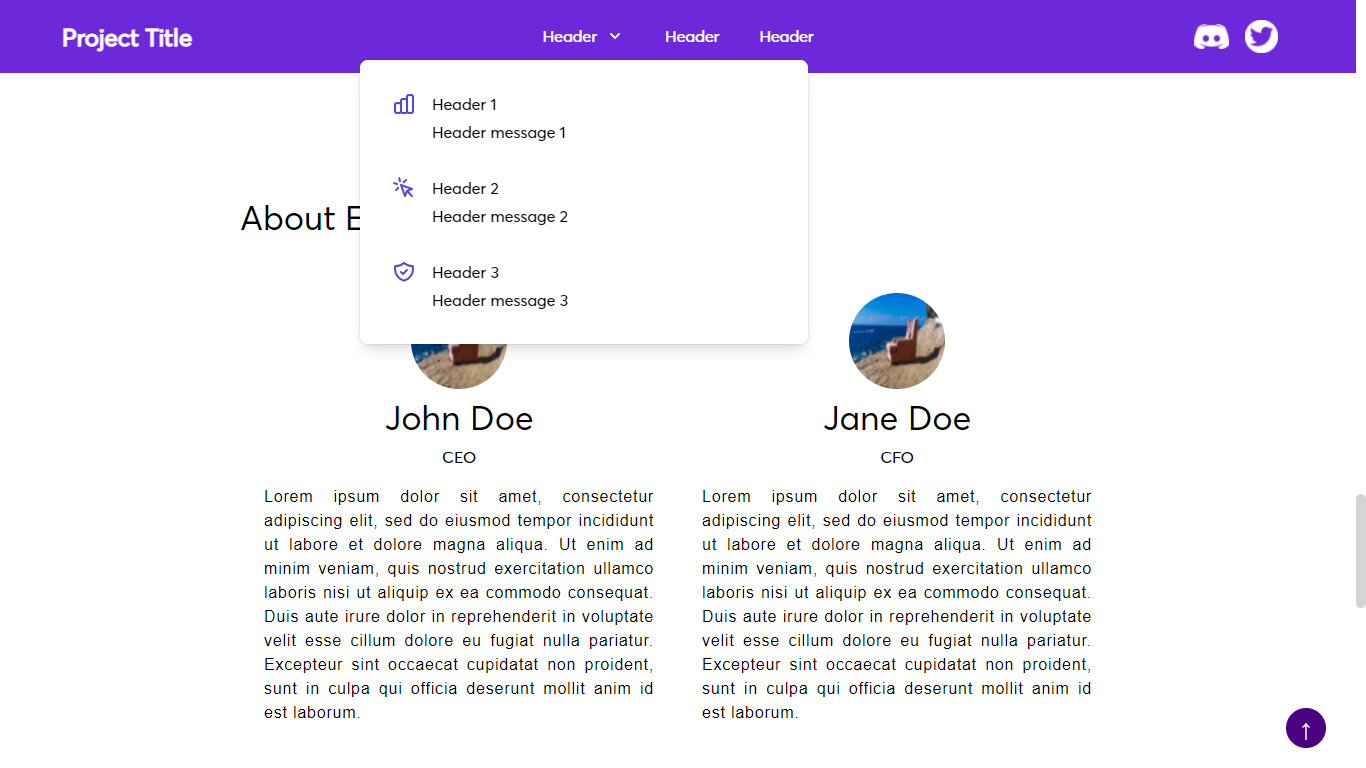 Project Title
Header
Header
Header
Header 1
Header message 1
Header 2
Header message 2
Header 3
Header message 3
About
John Doe
CEO
Lorem ipsum dolor sit amet, consectetur
adipiscing elit, sed do eiusmod tempor incididunt
ut labore et dolore magna aliqua. Ut enim ad
minim veniam, quis nostrud exercitation ullamco
laboris nisi ut aliquip ex ea commodo consequat.
Duis aute irure dolor in reprehenderit in voluptate
velit esse cillum dolore eu fugiat nulla pariatur.
Excepteur sint occaecat cupidatat non proident,
sunt in culpa qui officia deserunt mollit anim id
est laborum.
Jane Doe
CFO
Lorem ipsum dolor sit amet, consectetur
adipiscing elit, sed do eiusmod tempor incididunt
ut labore et dolore magna aliqua. Ut enim ad
minim veniam, quis nostrud exercitation ullamco
laboris nisi ut aliquip ex ea commodo consequat.
Duis aute irure dolor in reprehenderit in voluptate
velit esse cillum dolore eu fugiat nulla pariatur.
Excepteur sint occaecat cupidatat non proident,
sunt in culpa qui officia deserunt mollit anim id
est laborum.
↑